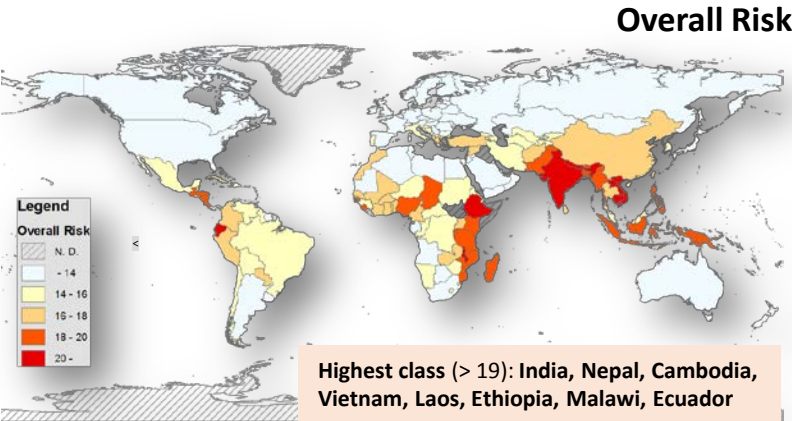 Overall Risk
Legend
Overall Risk
N. D.
- 14
14 - 16
16 - 18
18 - 20
20 -
<
Highest class (> 19): India, Nepal, Cambodia,
Vietnam, Laos, Ethiopia, Malawi, Ecuador